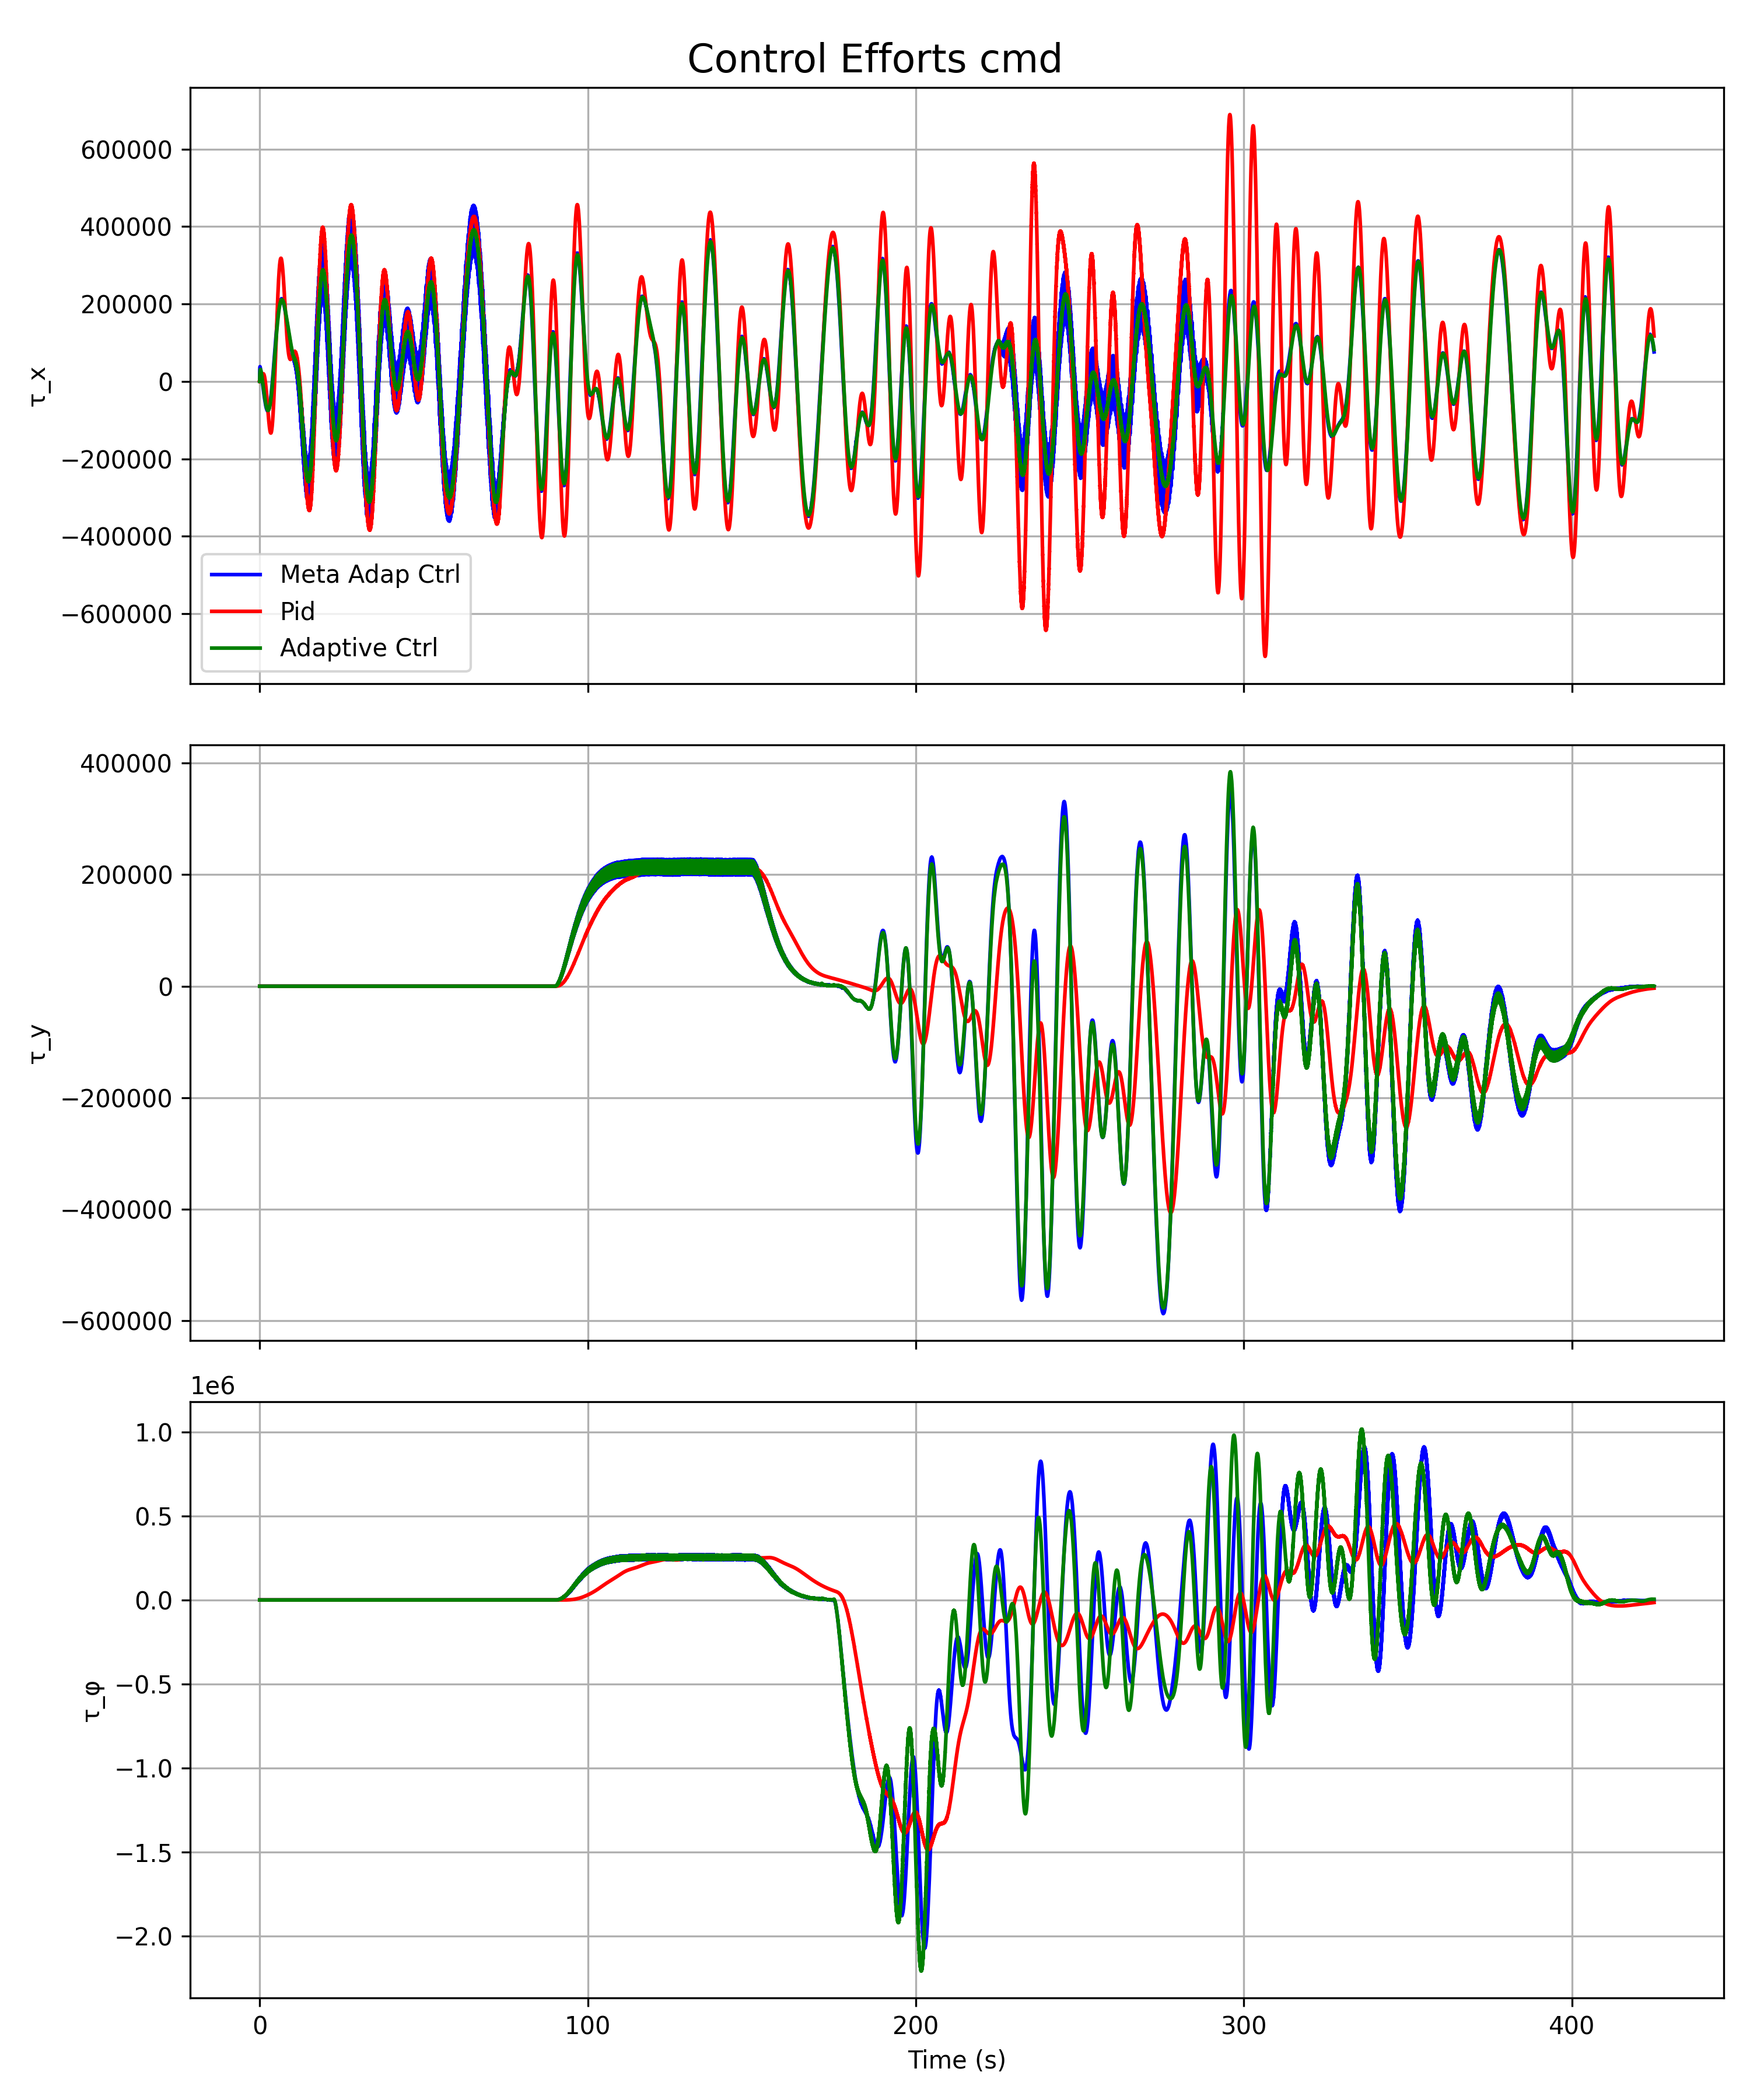 Control Efforts cmd
600000
400000
200000
0
−200000
−400000
−600000
τ_x
Meta Adap Ctrl
Pid
Adaptive Ctrl
400000
200000
0
−200000
−400000
−600000
τ_y
1e6
1.0
0.5
0.0
−0.5
−1.0
−1.5
−2.0
τ_φ
0 100 200 300 400
Time (s)